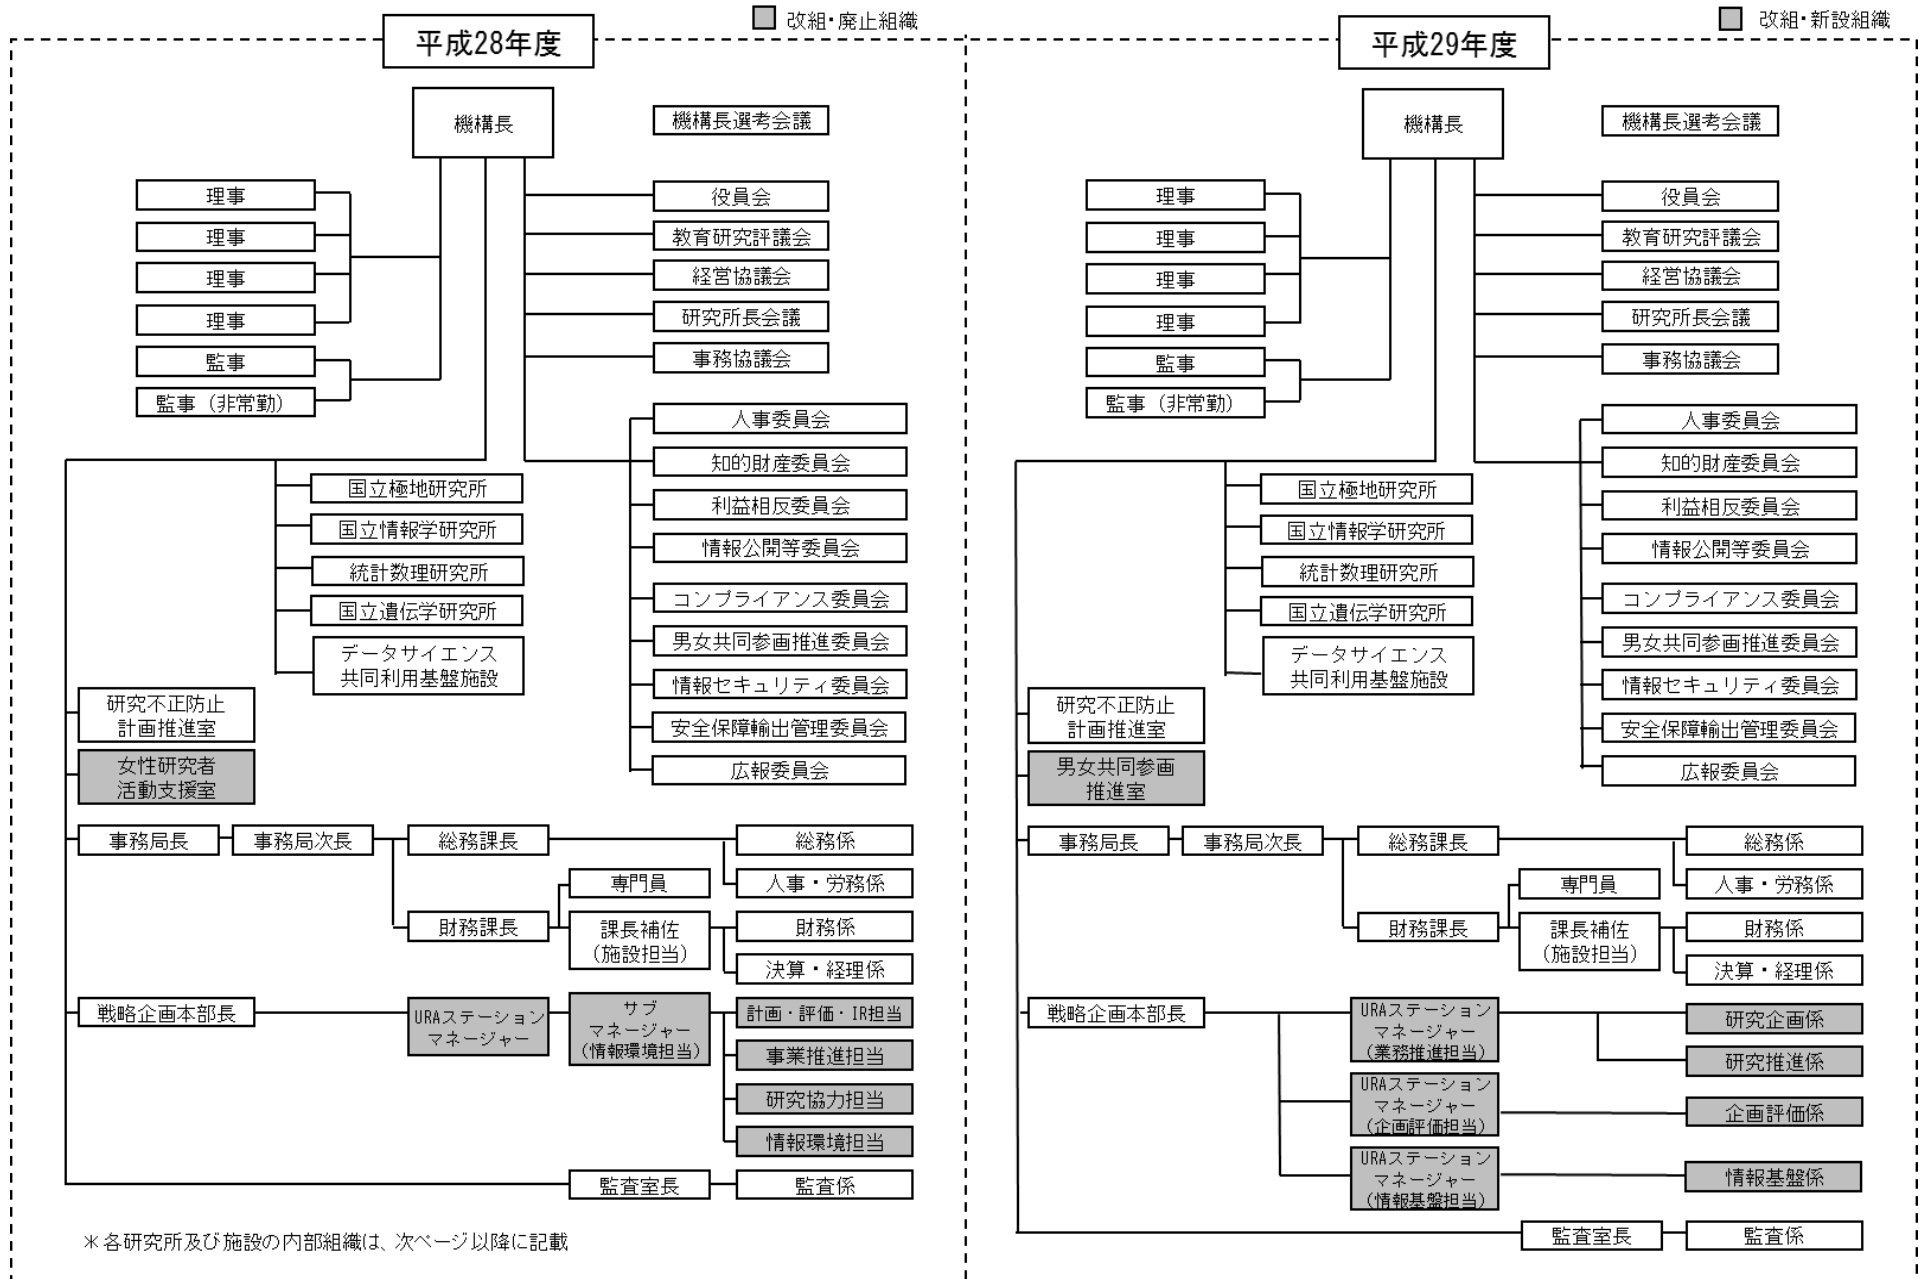 改組・廃止組織
平成28年度
機構長
機構長選考会議
理事
役員会
理事
教育研究評議会
理事
経営協議会
理事
研究所長会議
監事
事務協議会
監事（非常勤）
人事委員会
知的財産委員会
利益相反委員会
情報公開等委員会
コンプライアンス委員会
男女共同参画推進委員会
情報セキュリティ委員会
安全保障輸出管理委員会
広報委員会
国立極地研究所
国立情報学研究所
統計数理研究所
国立遺伝学研究所
データサイエンス
共同利用基盤施設
研究不正防止
計画推進室
女性研究者
活動支援室
事務局長
事務局次長
総務課長
総務係
人事・労務係
財務課長
専門員
課長補佐
（施設担当）
財務係
決算・経理係
戦略企画本部長
URAステーション
マネージャー
サブ
マネージャー
（情報環境担当）
計画・評価・IR担当
事業推進担当
研究協力担当
情報環境担当
監査室長
監査係
＊各研究所及び施設の内部組織は、次ページ以降に記載
改組・新設組織
平成29年度
機構長
機構長選考会議
理事
役員会
理事
教育研究評議会
理事
経営協議会
理事
研究所長会議
監事
事務協議会
監事（非常勤）
人事委員会
知的財産委員会
利益相反委員会
情報公開等委員会
コンプライアンス委員会
男女共同参画推進委員会
情報セキュリティ委員会
安全保障輸出管理委員会
広報委員会
国立極地研究所
国立情報学研究所
統計数理研究所
国立遺伝学研究所
データサイエンス
共同利用基盤施設
研究不正防止
計画推進室
男女共同参画
推進室
事務局長
事務局次長
総務課長
総務係
人事・労務係
財務課長
専門員
課長補佐
（施設担当）
財務係
決算・経理係
戦略企画本部長
URAステーション
マネージャー
（業務推進担当）
研究企画係
研究推進係
URAステーション
マネージャー
（企画評価担当）
企画評価係
URAステーション
マネージャー
（情報基盤担当）
情報基盤係
監査室長
監査係